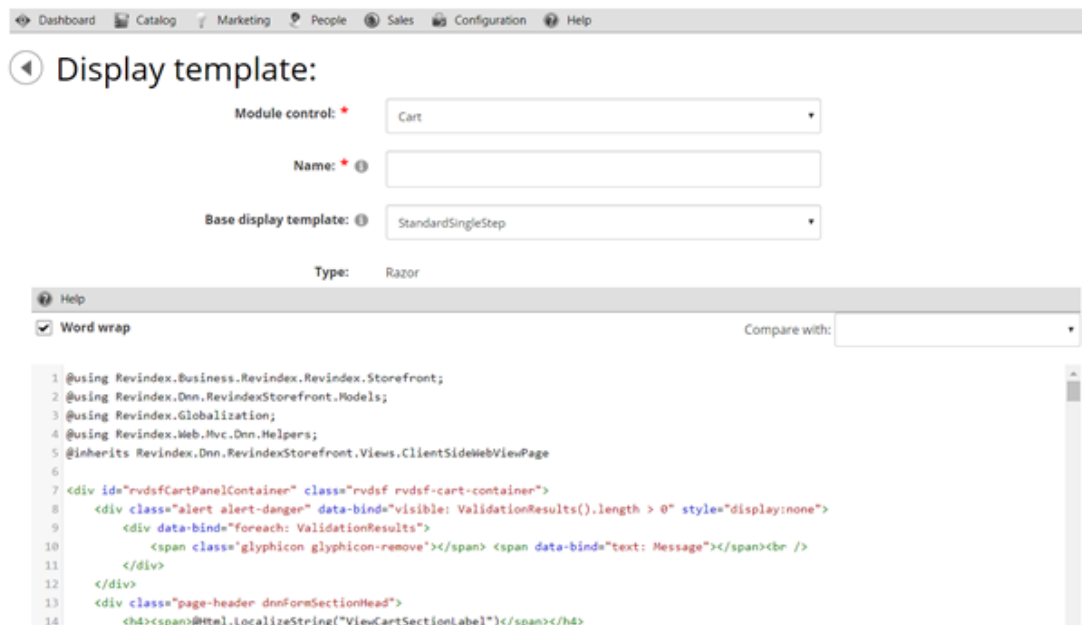 Dashboard Catalog Marketing People Sales Configuration Help
Display template:
Module control: * Cart
Name: *
Base display template: StandardSingleStep
Type: Razor
Help
Word wrap Compare with:
1 @using Revindex.Business.Revindex.Revindex.Storefront;
2 @using Revindex.Dnn.RevindexStorefront.Models;
3 @using Revindex.Globalization;
4 @using Revindex.Web.Mvc.Dnn.Helpers;
5 @inherits Revindex.Dnn.RevindexStorefront.Views.ClientSideWebViewPage
6
7 <div id="rvdsfCartPanelContainer" class="rvdsf rvdsf-cart-container">
8 <div class="alert alert-danger" data-bind="visible: ValidationResults().length > 0" style="display:none">
9 <div data-bind="foreach: ValidationResults">
10 <span class='glyphicon glyphicon-remove'></span> <span data-bind="text: Message"></span><br />
11 </div>
12 </div>
13 <div class="page-header dnnFormSectionHead">
14 <h4><span>@Html.LocalizeString("ViewCartSectionLabel")</span></h4>